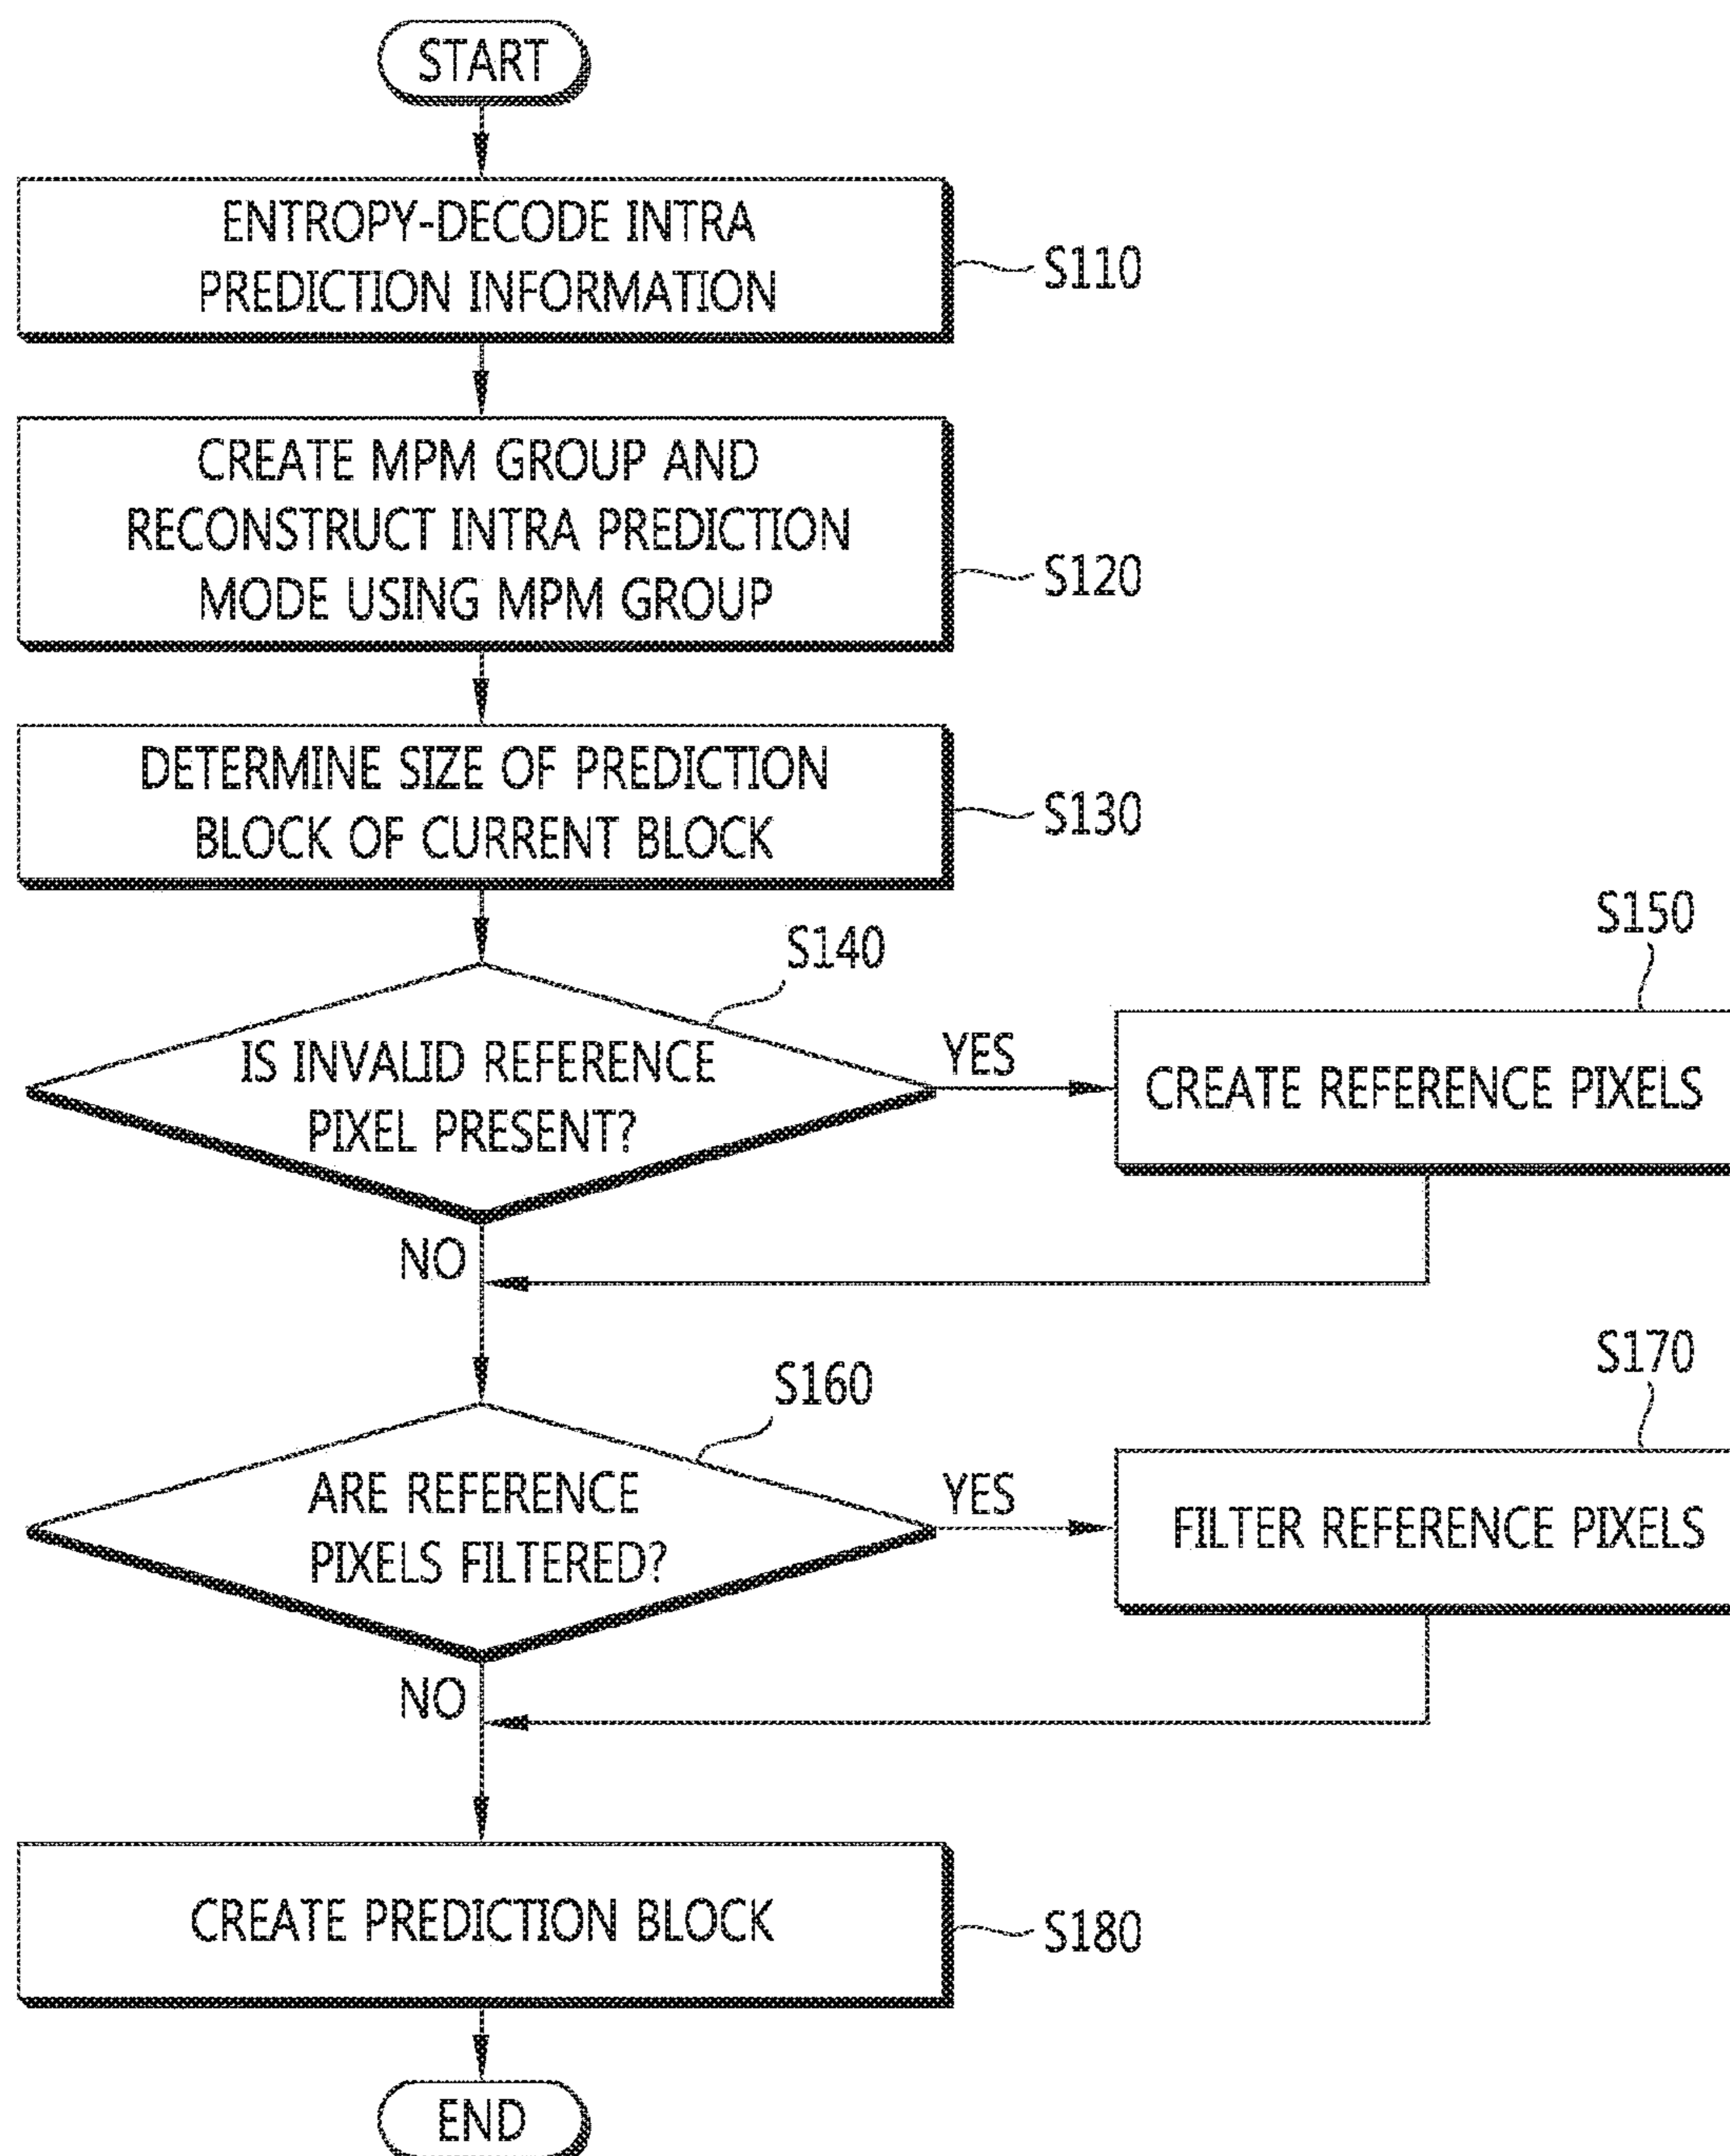 START
ENTROPY-DECODE INTRA
PREDICTION INFORMATION
S110
CREATE MPM GROUP AND
RECONSTRUCT INTRA PREDICTION
MODE USING MPM GROUP
S120
DETERMINE SIZE OF PREDICTION
BLOCK OF CURRENT BLOCK
S130
S140
IS INVALID REFERENCE
PIXEL PRESENT?
YES
S150
CREATE REFERENCE PIXELS
NO
S160
ARE REFERENCE
PIXELS FILTERED?
YES
S170
FILTER REFERENCE PIXELS
NO
CREATE PREDICTION BLOCK
S180
END